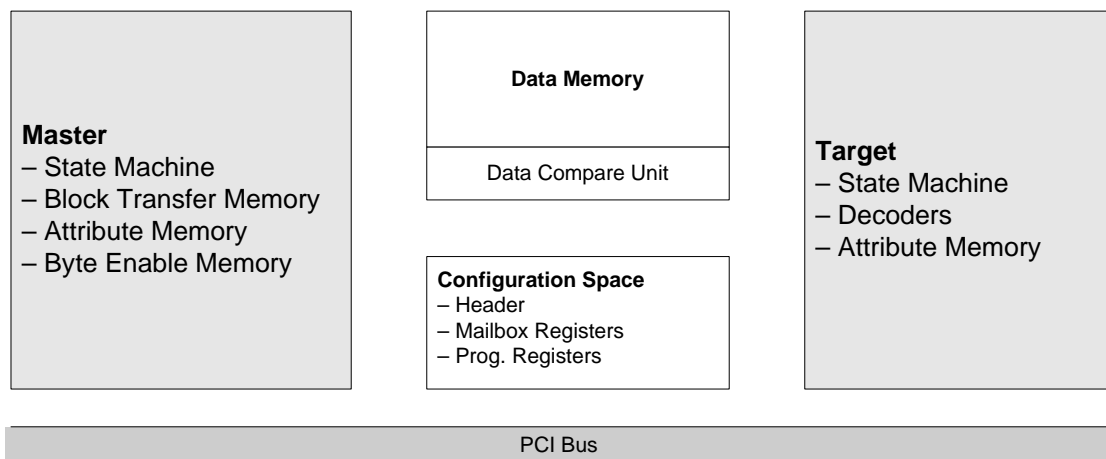 Master
– State Machine
– Block Transfer Memory
– Attribute Memory
– Byte Enable Memory
Data Memory
Data Compare Unit
Configuration Space
– Header
– Mailbox Registers
– Prog. Registers
Target
– State Machine
– Decoders
– Attribute Memory
PCI Bus